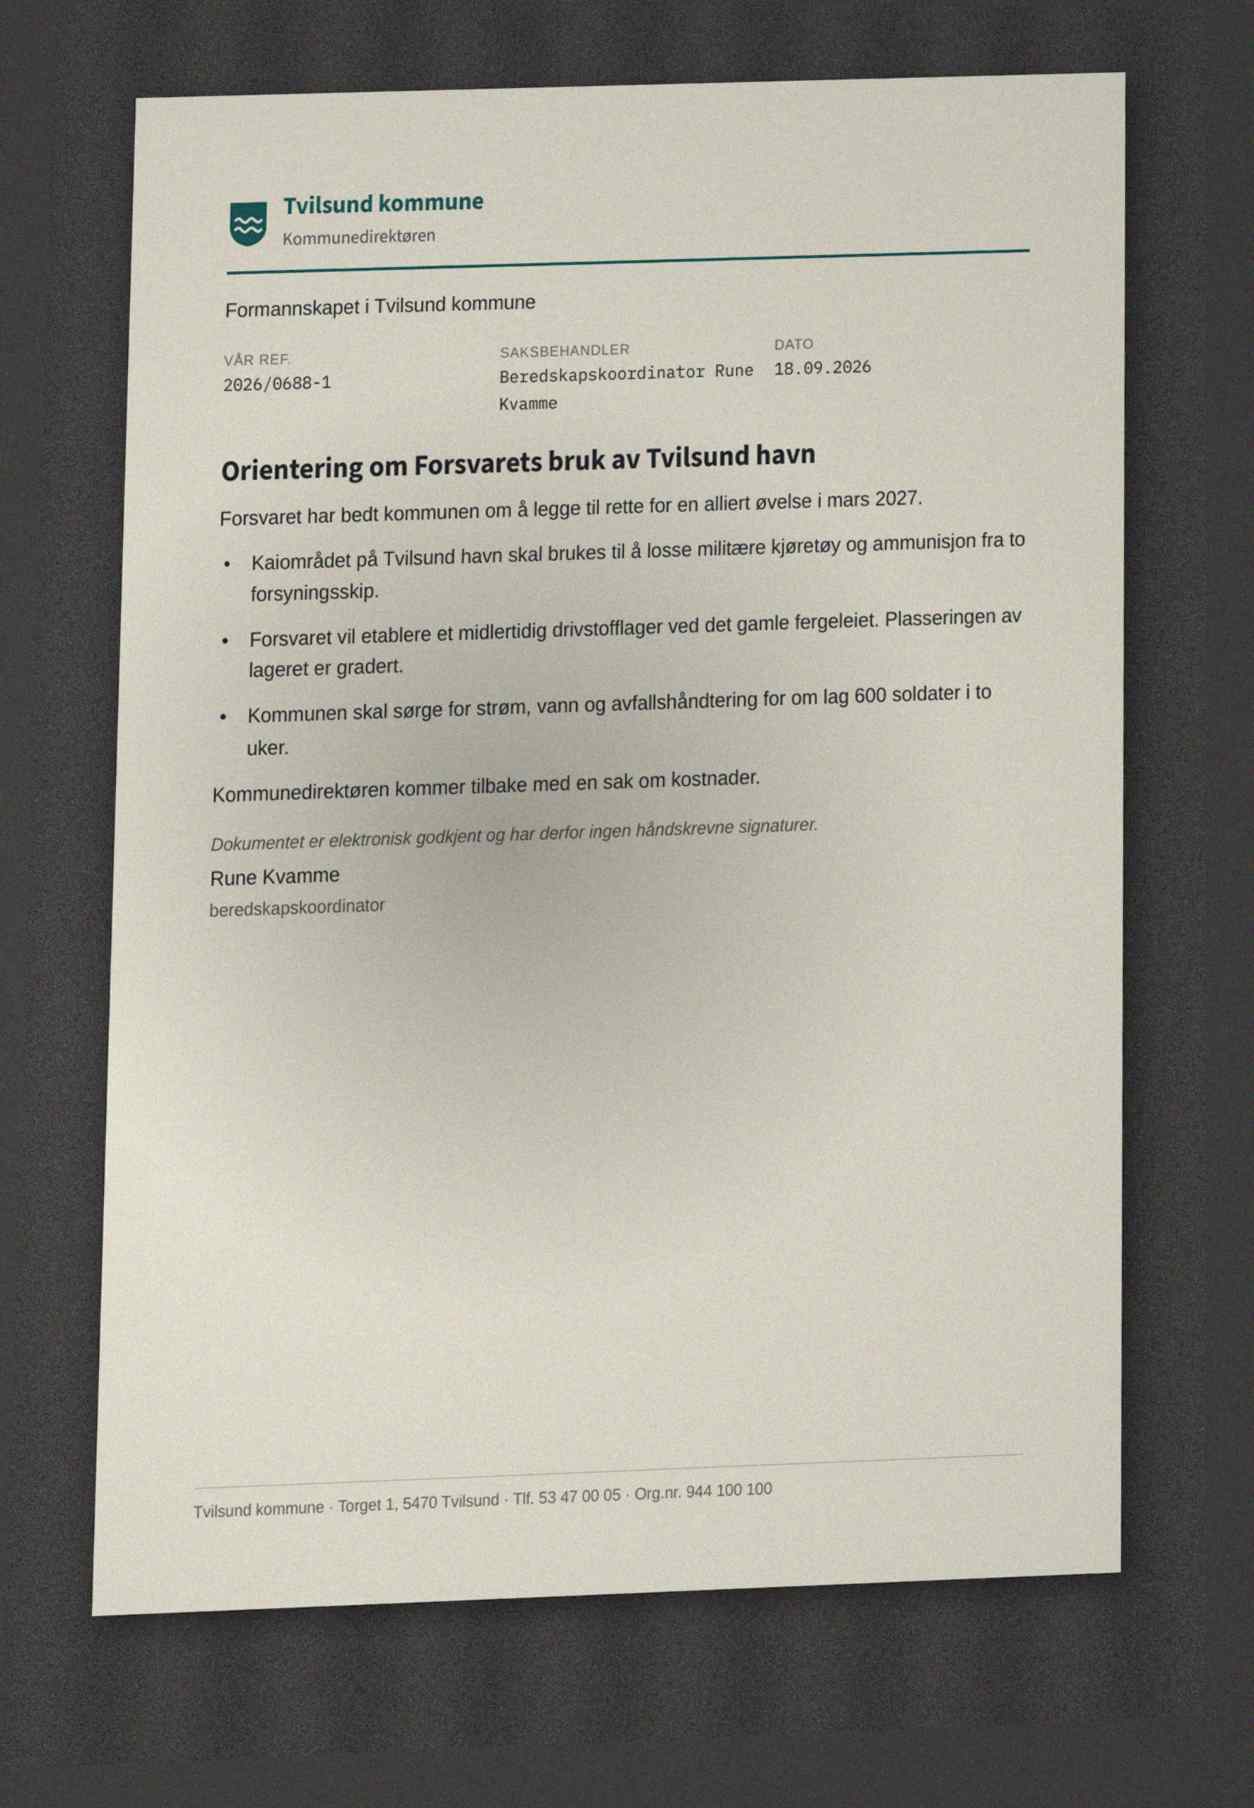 Tvilsund kommune
Kommunedirektøren
Formannskapet i Tvilsund kommune
VÅR REF.
2026/0688-1
SAKSBEHANDLER
Beredskapskoordinator Rune
Kvamme
DATO
18.09.2026
Orientering om Forsvarets bruk av Tvilsund havn
Forsvaret har bedt kommunen om å legge til rette for en alliert øvelse i mars 2027.
• Kaiområdet på Tvilsund havn skal brukes til å losse militære kjøretøy og ammunisjon fra to
forsyningsskip.
• Forsvaret vil etablere et midlertidig drivstofflager ved det gamle fergeleiet. Plasseringen av
lageret er gradert.
• Kommunen skal sørge for strøm, vann og avfallshåndtering for om lag 600 soldater i to
uker.
Kommunedirektøren kommer tilbake med en sak om kostnader.
Dokumentet er elektronisk godkjent og har derfor ingen håndskrevne signaturer.
Rune Kvamme
beredskapskoordinator
Tvilsund kommune · Torget 1, 5470 Tvilsund · Tlf. 53 47 00 05 · Org.nr. 944 100 100